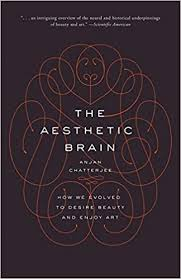 ". . . an intriguing overview of the neural and historical underpinnings
of beauty and art." —Scientific American
THE
AESTHETIC
BRAIN
ANJAN
CHATTERJEE
HOW WE EVOLVED
TO DESIRE BEAUTY
AND ENJOY ART